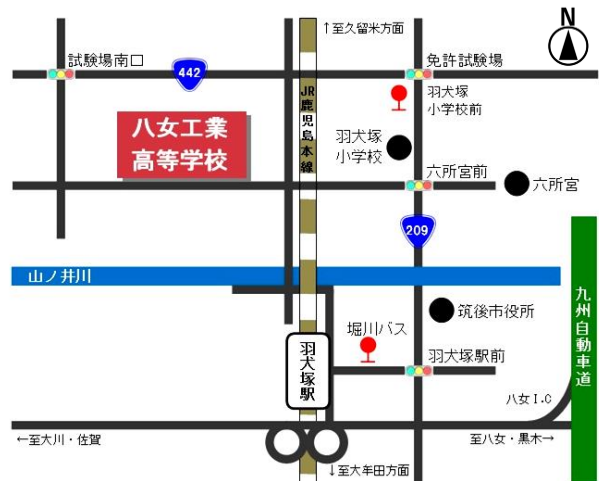 ↑至久留米方面
N
試験場南口
442
免許試験場
JR鹿児島本線
羽犬塚
小学校前
八女工業
高等学校
羽犬塚
小学校
六所宮前
六所宮
209
山ノ井川
九州自動車道
筑後市役所
堀川バス
羽犬塚駅
羽犬塚駅前
八女I.C
←至大川・佐賀
至八女・黒木→
↓至大牟田方面